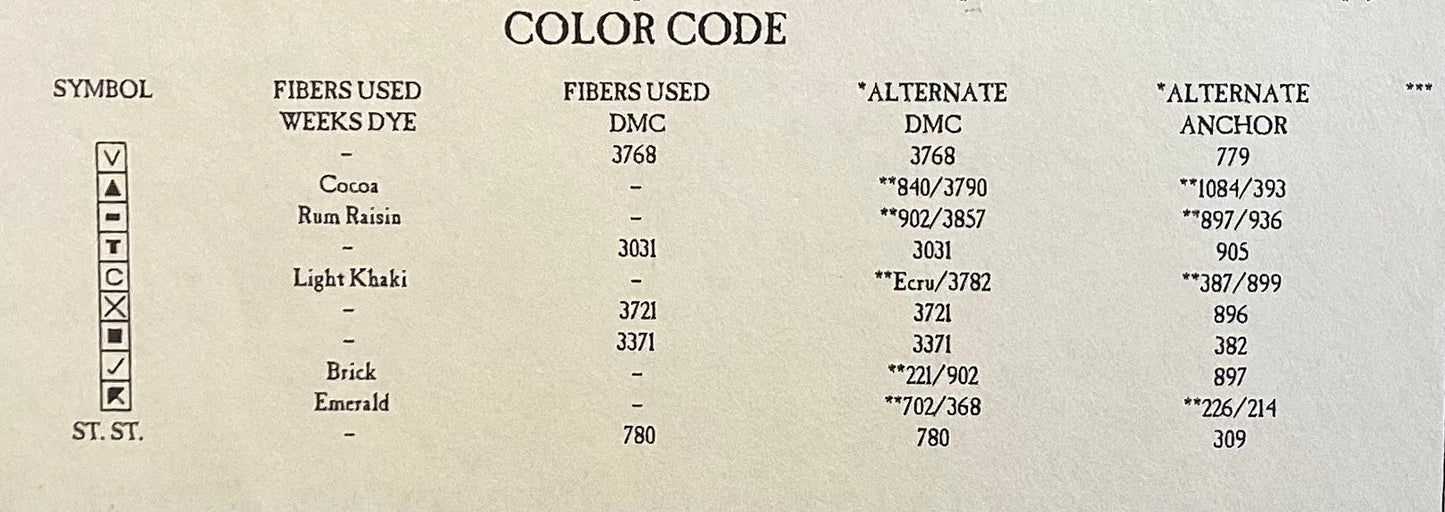 COLOR CODE
SYMBOL FIBERS USED FIBERS USED *ALTERNATE *ALTERNATE ***
WEEKS DYE DMC DMC ANCHOR
V – 3768 3768 779
▲ Cocoa – **840/3790 **1084/393
▬ Rum Raisin – **902/3857 **897/936
T – 3031 3031 905
C Light Khaki – **Ecru/3782 **387/899
X – 3721 3721 896
■ – 3371 3371 382
✓ Brick – **221/902 897
◤ Emerald – **702/368 **226/214
ST. ST. – 780 780 309